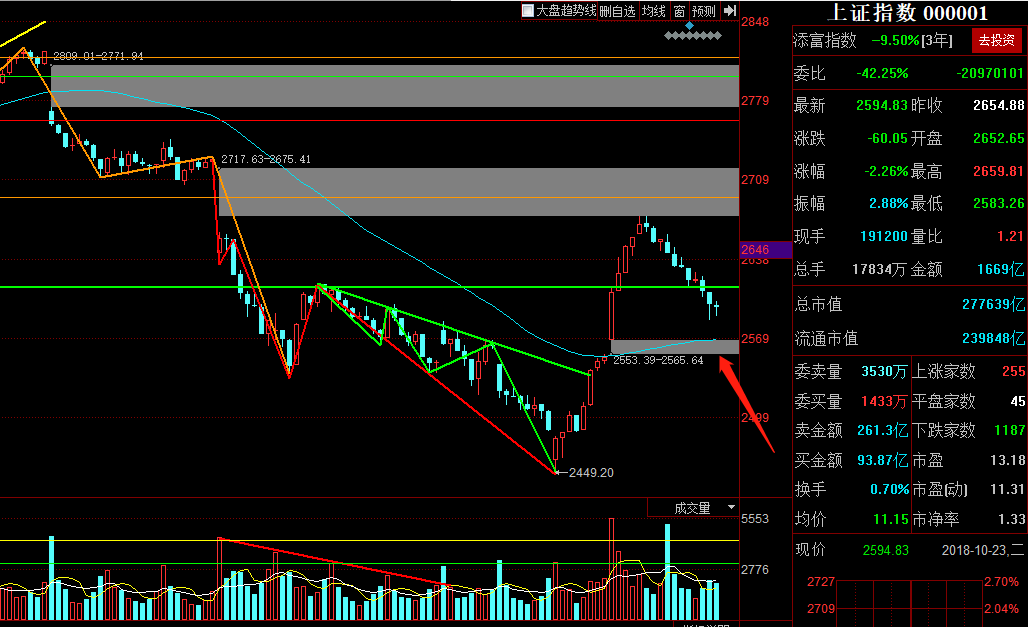 大盘趋势线 删自选 均线 窗 预测
2848
2809.01-2771.94
2779
2717.63-2675.41
2709
2646
2638
2569
2553.39-2565.64
2499
2449.20
成交量
5553
2776
上证指数 000001
添富指数 -9.50%[3年] 去投资
委比 -42.25% -20970101
最新 2594.83 昨收 2654.88
涨跌 -60.05 开盘 2652.65
涨幅 -2.26% 最高 2659.81
振幅 2.88% 最低 2583.26
现手 191200 量比 1.21
总手 17834万 金额 1669亿
总市值 277639亿
流通市值 239848亿
委卖量 3530万 上涨家数 255
委买量 1433万 平盘家数 45
卖金额 261.3亿 下跌家数 1187
买金额 93.87亿 市盈 13.18
换手 0.70% 市盈(动) 11.31
均价 11.15 市净率 1.33
现价 2594.83 2018-10-23,二
2727 2.70%
2709 2.04%